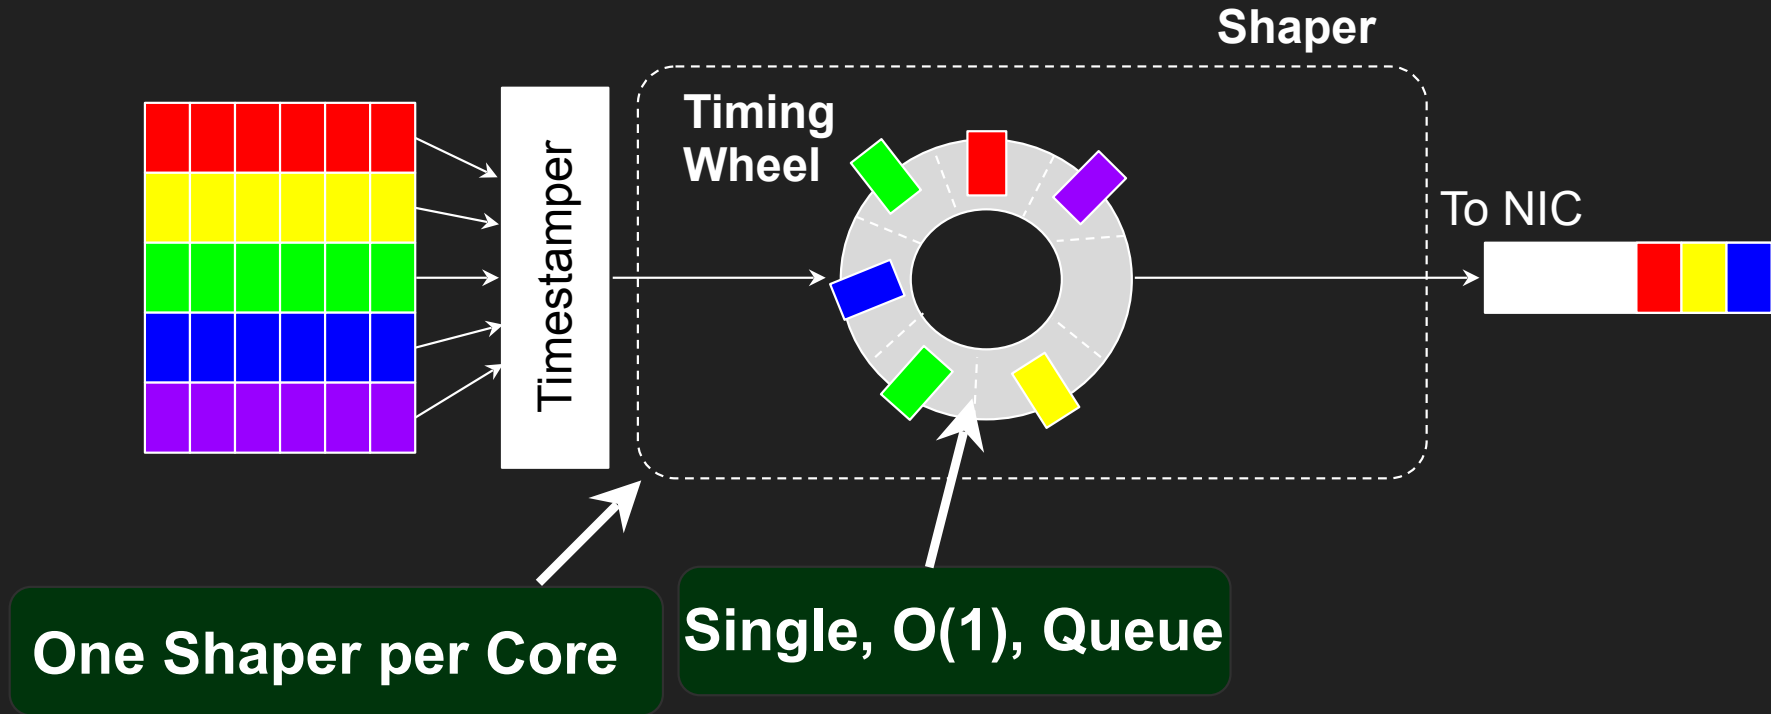 Shaper
Timing
Wheel
Timestamper
To NIC
One Shaper per Core
Single, O(1), Queue